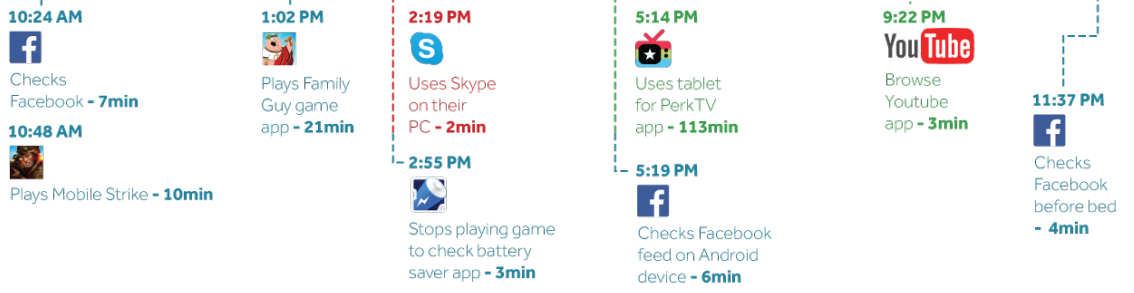 10:24 AM
Checks
Facebook - 7min
10:48 AM
Plays Mobile Strike - 10min
1:02 PM
Plays Family
Guy game
app - 21min
2:19 PM
Uses Skype
on their
PC - 2min
2:55 PM
Stops playing game
to check battery
saver app - 3min
5:14 PM
Uses tablet
for PerkTV
app - 113min
5:19 PM
Checks Facebook
feed on Android
device - 6min
9:22 PM
YouTube
Browse
Youtube
app - 3min
11:37 PM
Checks
Facebook
before bed
- 4min